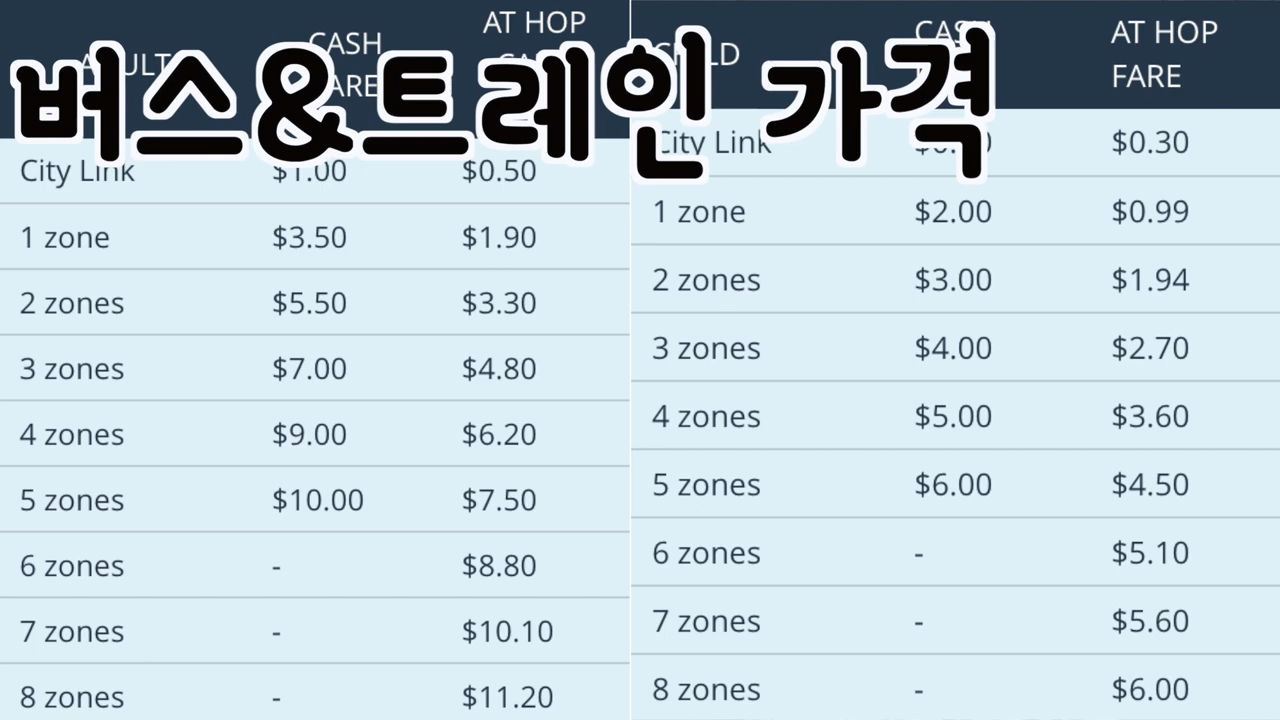 버스&트레인 가격
CASH AT HOP
City Link $1.00 $0.50
1 zone $3.50 $1.90
2 zones $5.50 $3.30
3 zones $7.00 $4.80
4 zones $9.00 $6.20
5 zones $10.00 $7.50
6 zones - $8.80
7 zones - $10.10
8 zones - $11.20
AT HOP
FARE
City Link $0.30
1 zone $2.00 $0.99
2 zones $3.00 $1.94
3 zones $4.00 $2.70
4 zones $5.00 $3.60
5 zones $6.00 $4.50
6 zones - $5.10
7 zones - $5.60
8 zones - $6.00